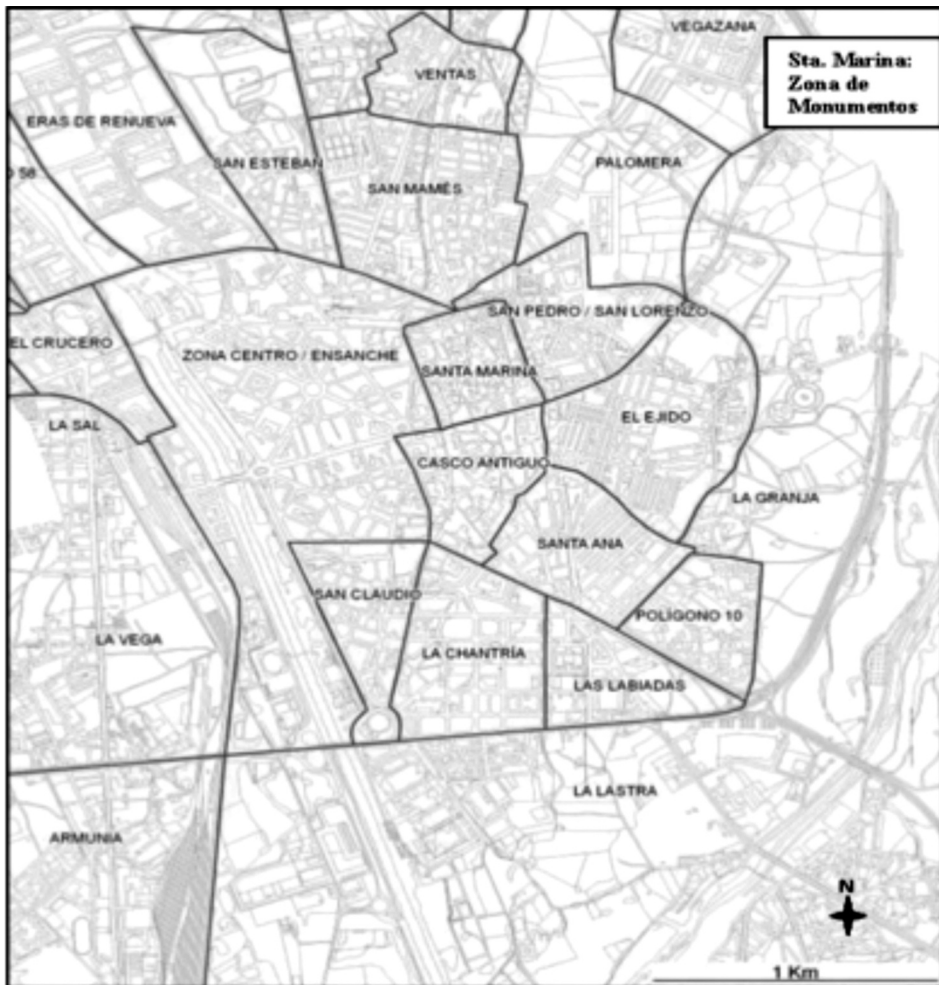 VEGAZANA
Sta. Marina:
Zona de
Monumentos
VENTAS
ERAS DE RENUEVA
SAN ESTEBAN
PALOMERA
58
SAN MAMÉS
SAN PEDRO / SAN LORENZO
EL CRUCERO
ZONA CENTRO / ENSANCHE
SANTA MARINA
LA SAL
EL EJIDO
CASCO ANTIGUO
LA GRANJA
SANTA ANA
SAN CLAUDIO
POLÍGONO 10
LA VEGA
LA CHANTRÍA
LAS LABIADAS
LA LASTRA
ARMUNIA
N
1 Km